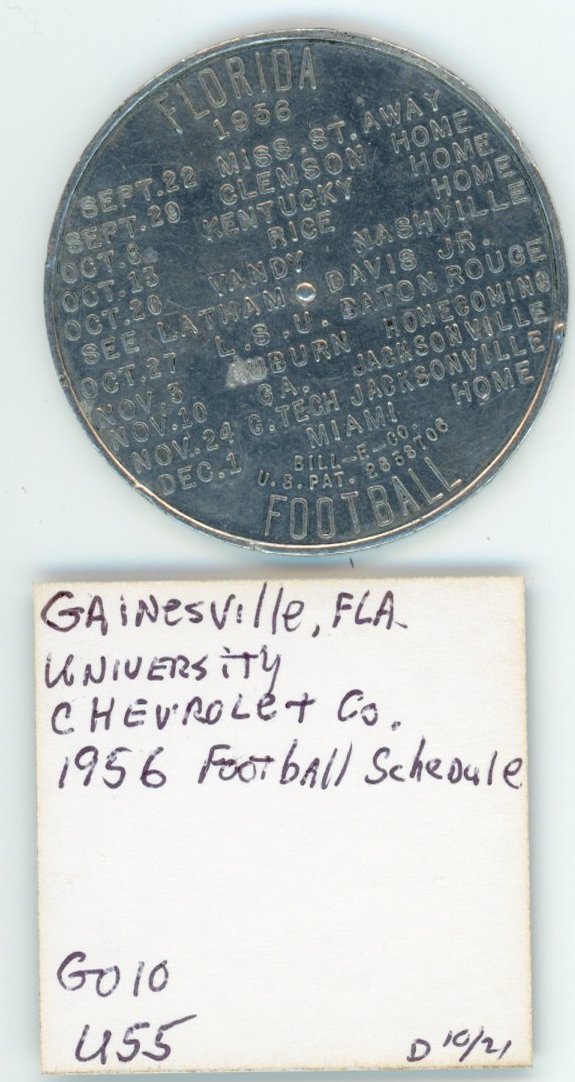 FLORIDA
1956
SEPT.22 MISS.ST.AWAY
SEPT.29 CLEMSON HOME
OCT.6 KENTUCKY HOME
OCT.13 RICE HOME
OCT.20 VANDY NASHVILLE
SEE LATHAM DAVIS JR.
OCT.27 L.S.U. BATON ROUGE
NOV.3 AUBURN HOMECOMING
NOV.10 GA. JACKSONVILLE
NOV.24 G.TECH JACKSONVILLE
DEC.1 MIAMI HOME
BILL-E-CO.
U.S.PAT. 2638706
FOOTBALL
GAINesville, FLA.
UNIVERSITY
CHEVROLet Co.
1956 Football Schedule
G010
U55
D 10/21